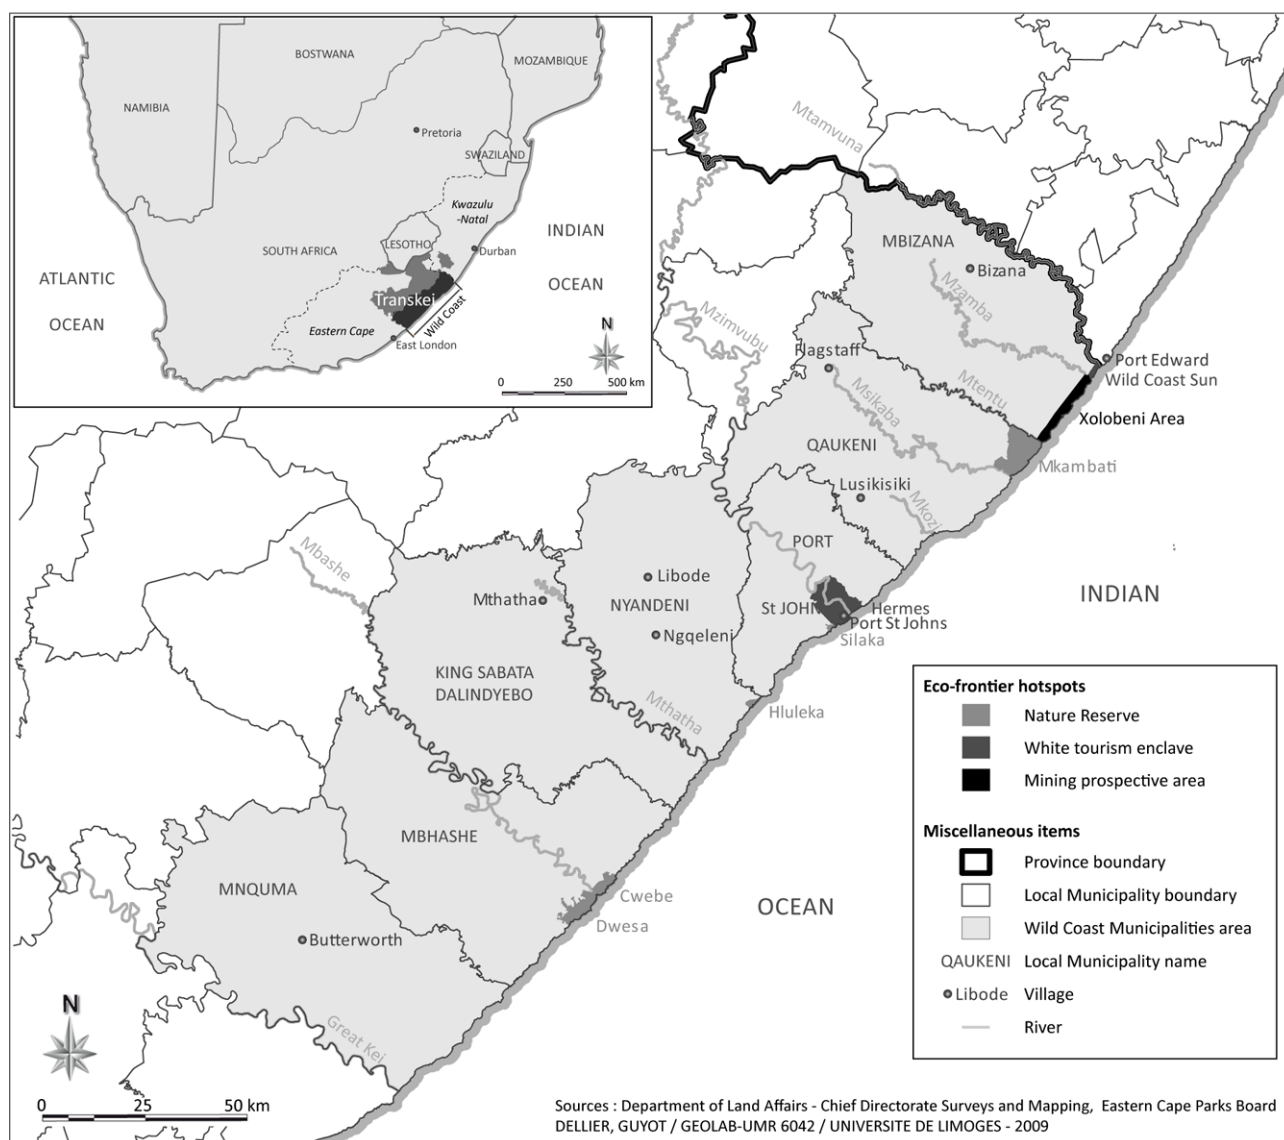 BOSTWANA
MOZAMBIQUE
NAMIBIA
Pretoria
SWAZILAND
Kwazulu
-Natal
INDIAN
OCEAN
SOUTH AFRICA
LESOTHO
Durban
ATLANTIC
OCEAN
Transkei
Wild Coast
Eastern Cape
East London
N
0 250 500 km
Mtamvuna
MBIZANA
Bizana
Mzamba
Mzimvubu
Flagstaff
Port Edward
Wild Coast Sun
Mtentu
Msikaba
Xolobeni Area
QAUKENI
Mkambati
Lusikisiki
Mkozi
PORT
Mbashe
Libode
INDIAN
Mthatha
NYANDENI
St JOHN
Hermes
Port St Johns
Ngqeleni
Silaka
KING SABATA
DALINDYEBO
Mthatha
Hluleka
MBHASHE
MNQUMA
Cwebe
OCEAN
Dwesa
Butterworth
Great Kei
N
0 25 50 km
Eco-frontier hotspots
Nature Reserve
White tourism enclave
Mining prospective area
Miscellaneous items
Province boundary
Local Municipality boundary
Wild Coast Municipalities area
QAUKENI Local Municipality name
Libode Village
River
Sources : Department of Land Affairs - Chief Directorate Surveys and Mapping, Eastern Cape Parks Board
DELLIER, GUYOT / GEOLAB-UMR 6042 / UNIVERSITE DE LIMOGES - 2009